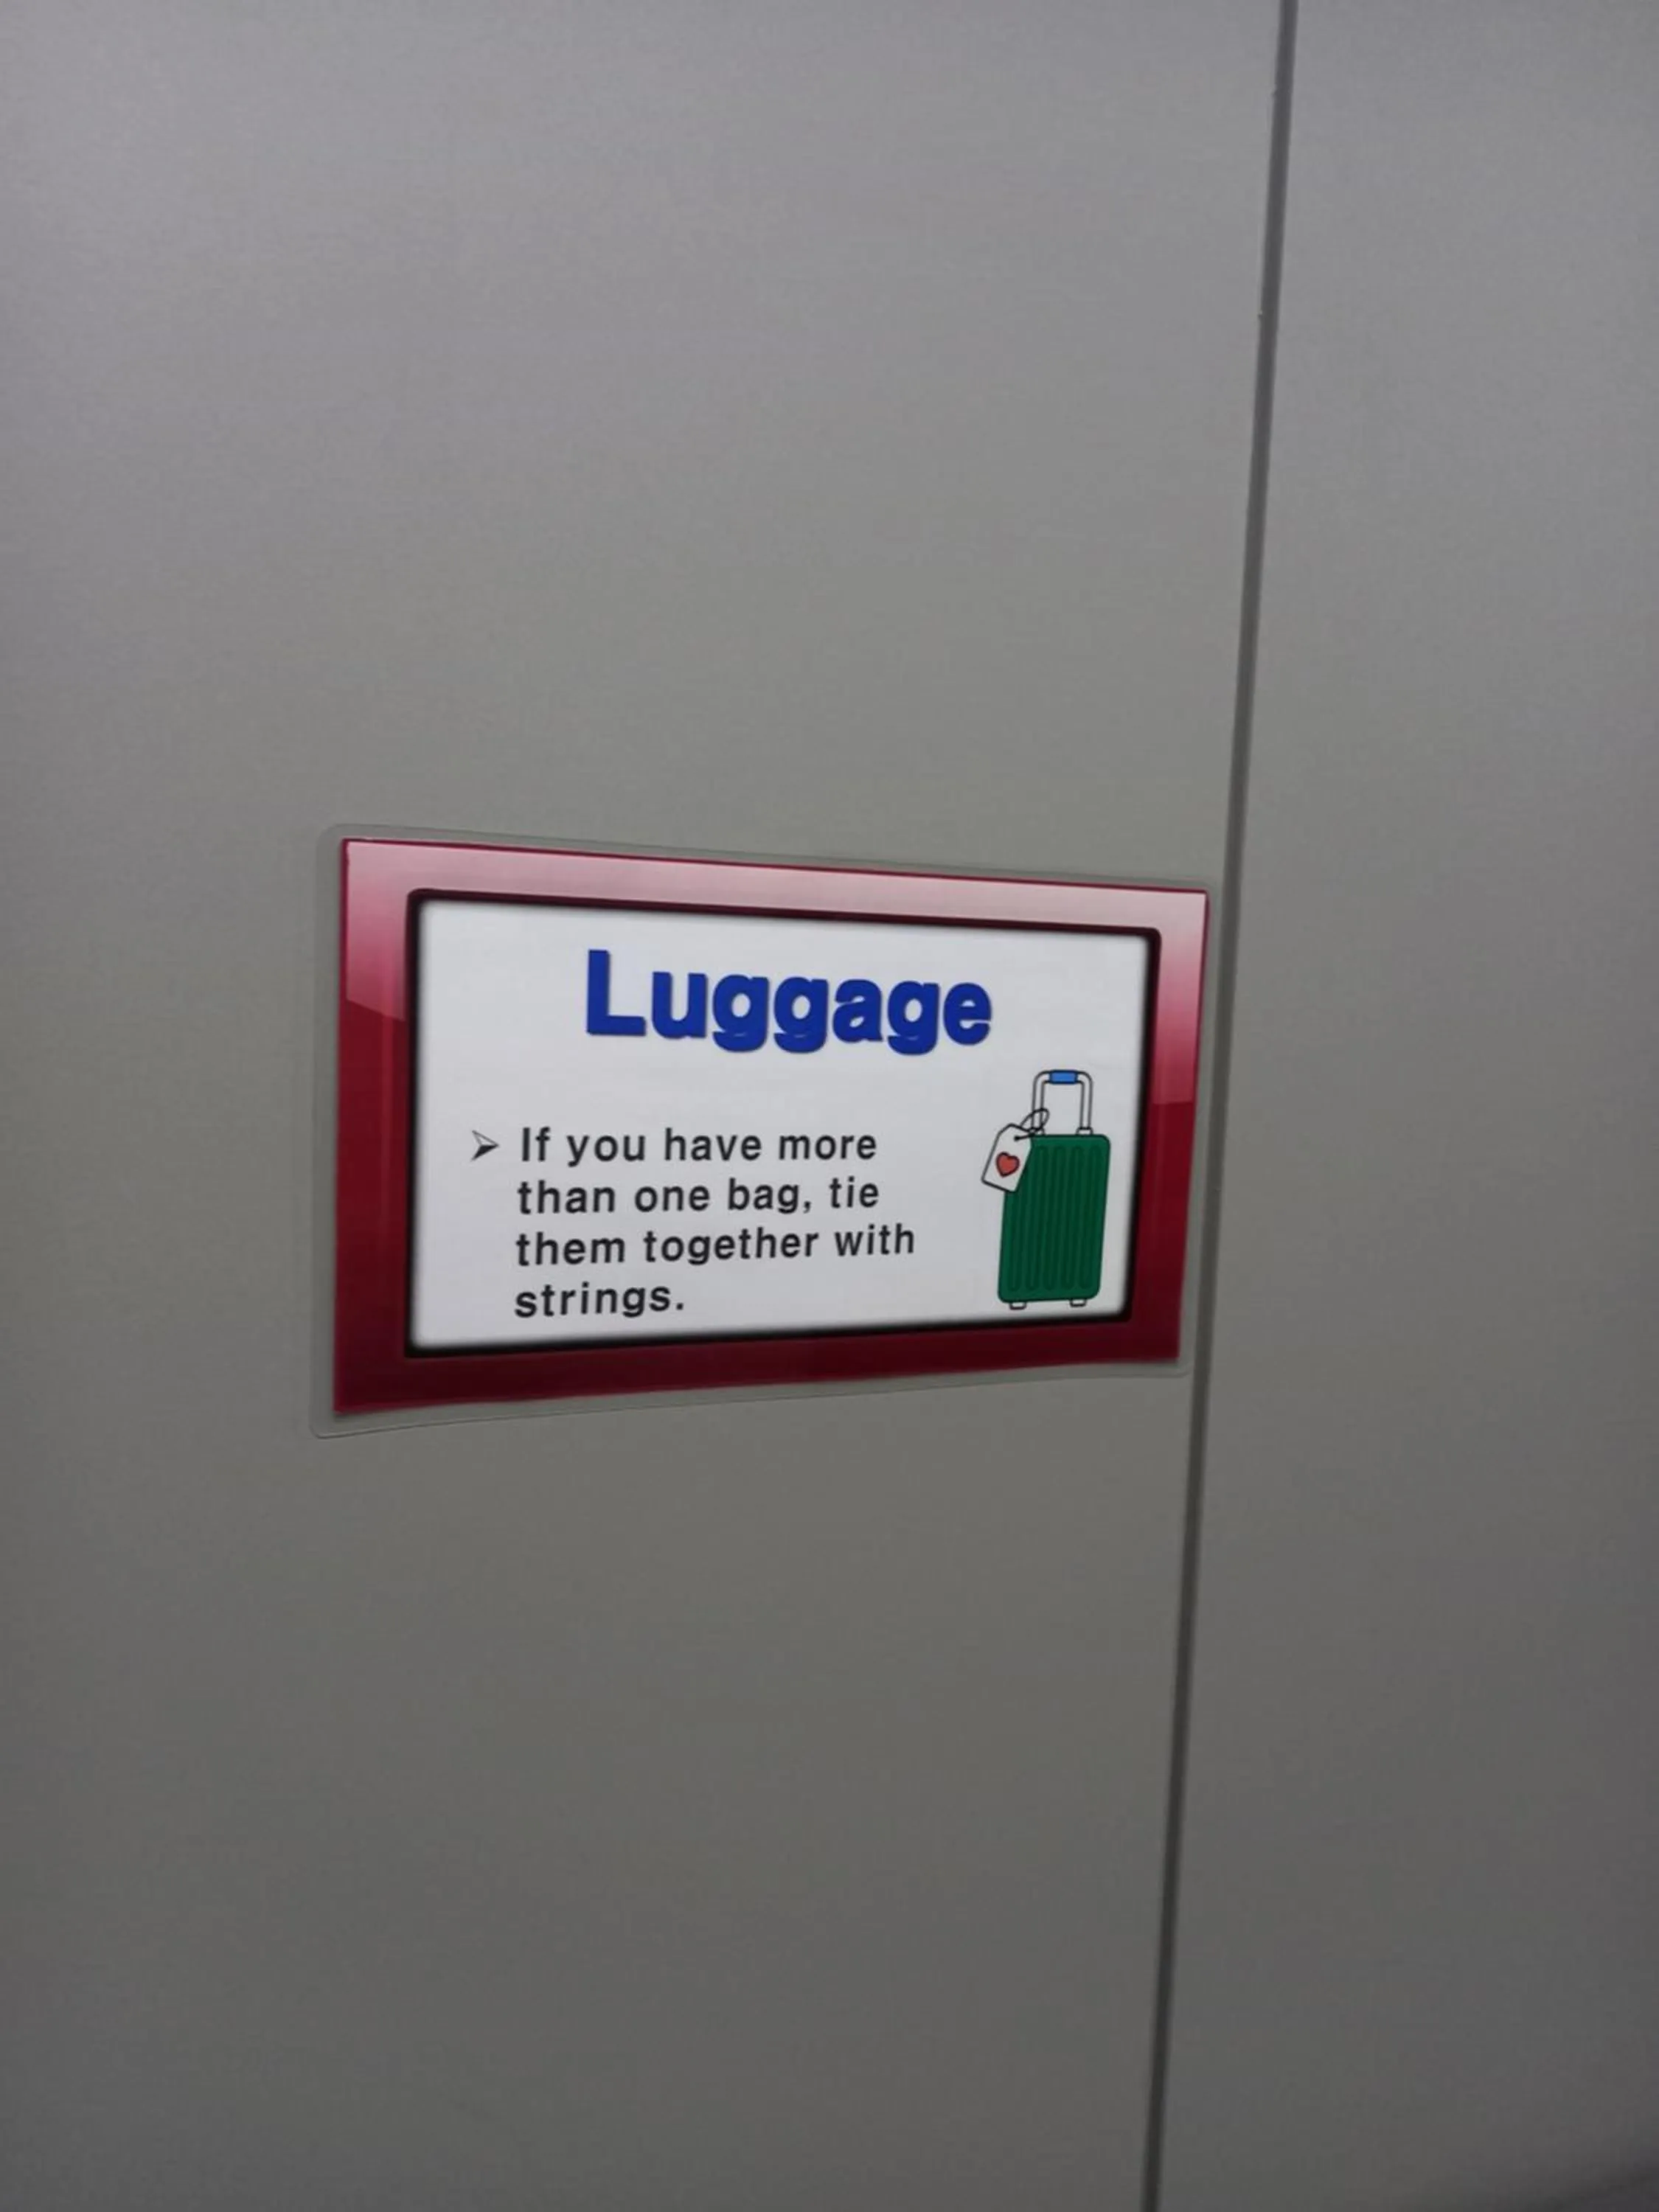 Luggage
➢ If you have more
than one bag, tie
them together with
strings.